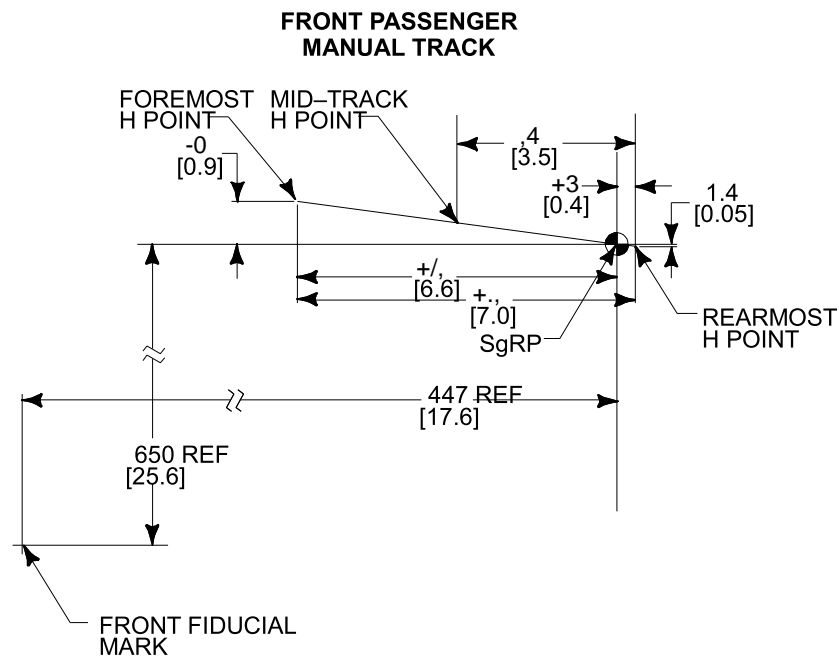 FRONT PASSENGER
MANUAL TRACK
FOREMOST
H POINT
MID–TRACK
H POINT
-0
[0.9]
,4
[3.5]
+3
[0.4]
1.4
[0.05]
+/,
[6.6]
+.,
[7.0]
SgRP
REARMOST
H POINT
447 REF
[17.6]
650 REF
[25.6]
FRONT FIDUCIAL
MARK